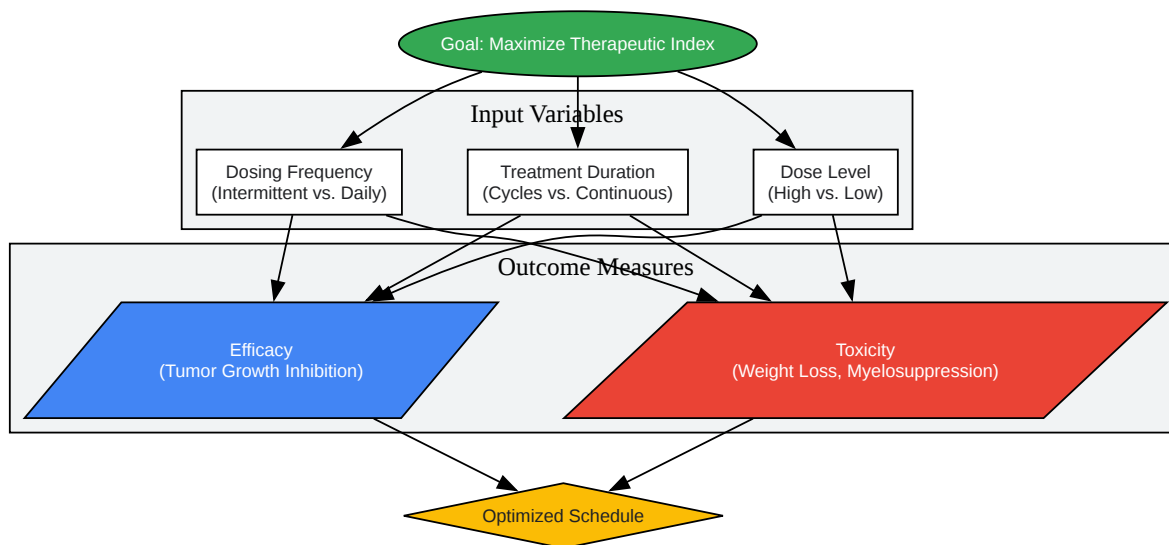 Goal: Maximize Therapeutic Index
Input Variables
Dosing Frequency
(Intermittent vs. Daily)
Treatment Duration
(Cycles vs. Continuous)
Dose Level
(High vs. Low)
Outcome Measures
Efficacy
(Tumor Growth Inhibition)
Toxicity
(Weight Loss, Myelosuppression)
Optimized Schedule